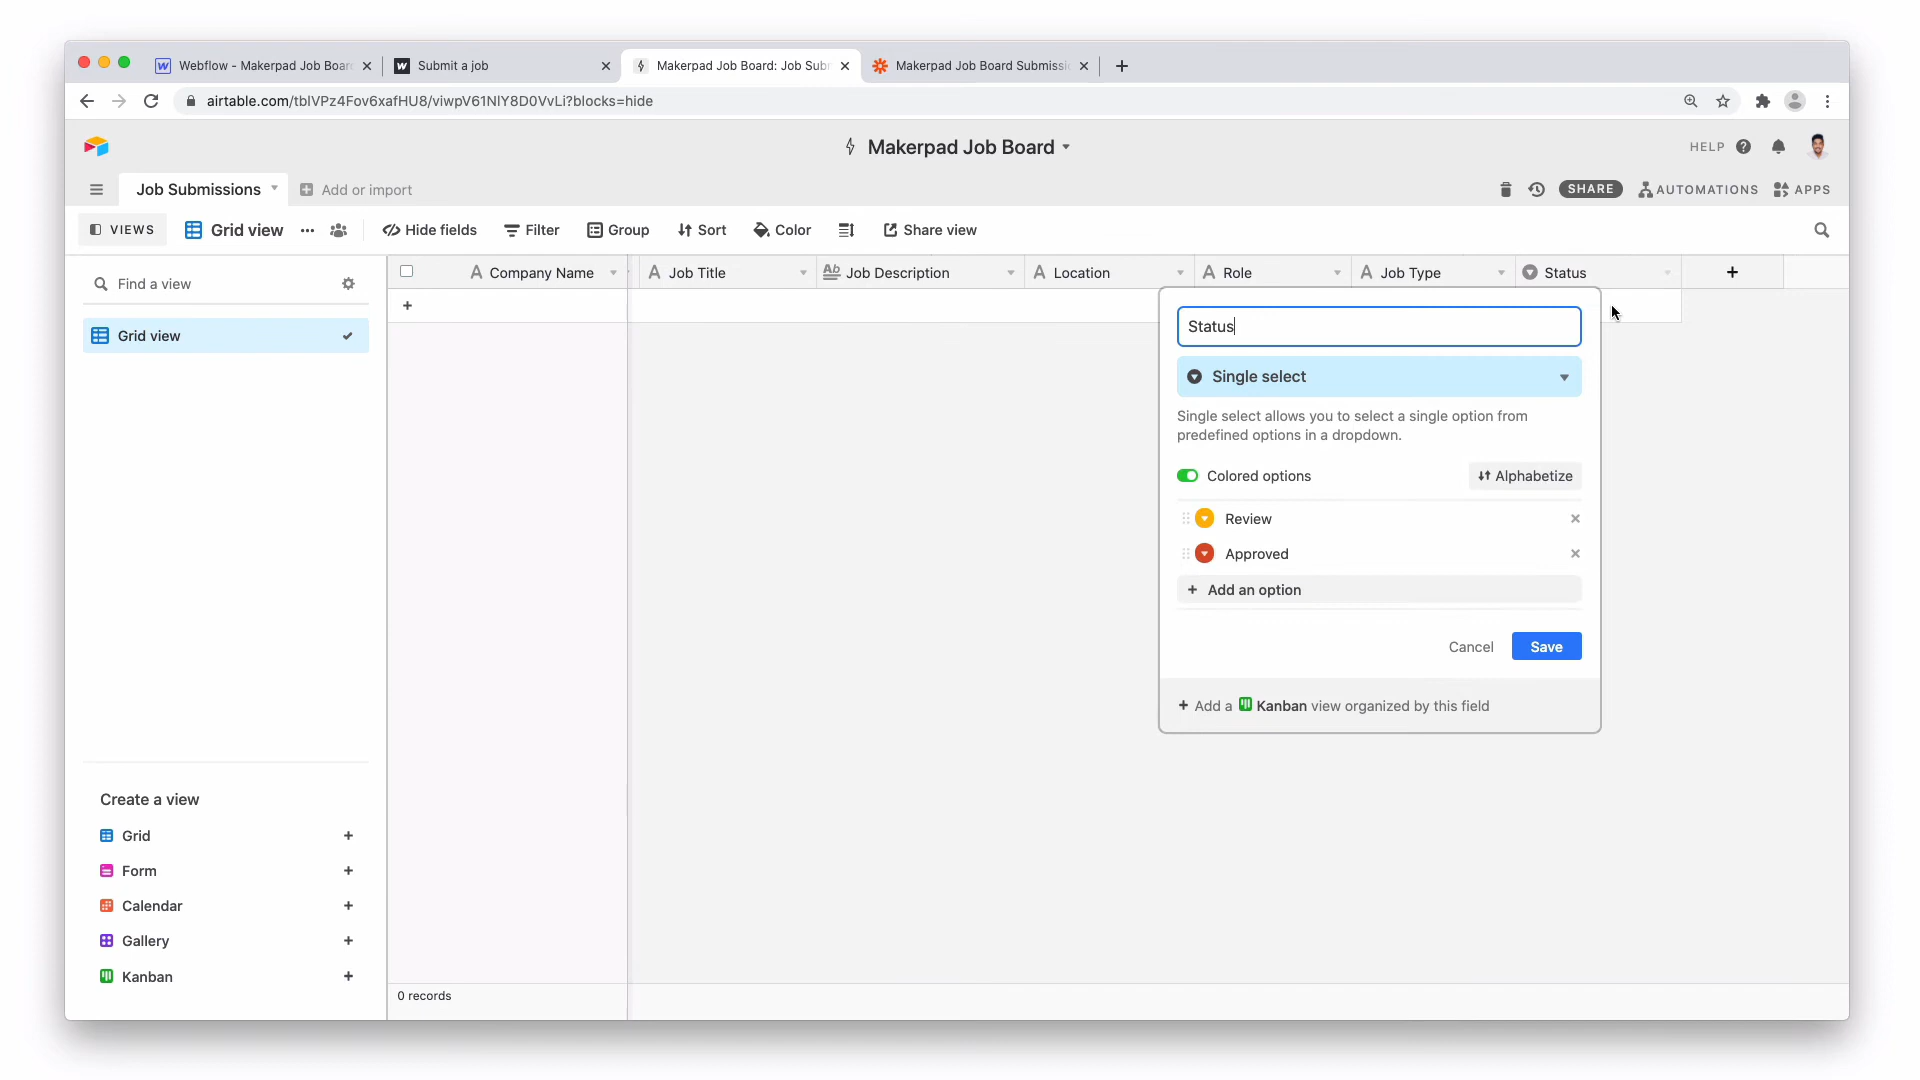 Webflow - Makerpad Job Boar
Submit a job
Makerpad Job Board: Job Sub
Makerpad Job Board Submissi
airtable.com/tblVPz4Fov6xafHU8/viwpV61NlY8D0VvLi?blocks=hide
Makerpad Job Board
HELP
Job Submissions
Add or import
SHARE
AUTOMATIONS
APPS
VIEWS
Grid view
Hide fields
Filter
Group
Sort
Color
Share view
Find a view
Company Name
Job Title
Job Description
Location
Role
Job Type
Status
Grid view
Status
Single select
Single select allows you to select a single option from
predefined options in a dropdown.
Colored options
Alphabetize
Review
Approved
+ Add an option
Cancel
Save
+ Add a Kanban view organized by this field
Create a view
Grid
Form
Calendar
Gallery
Kanban
0 records